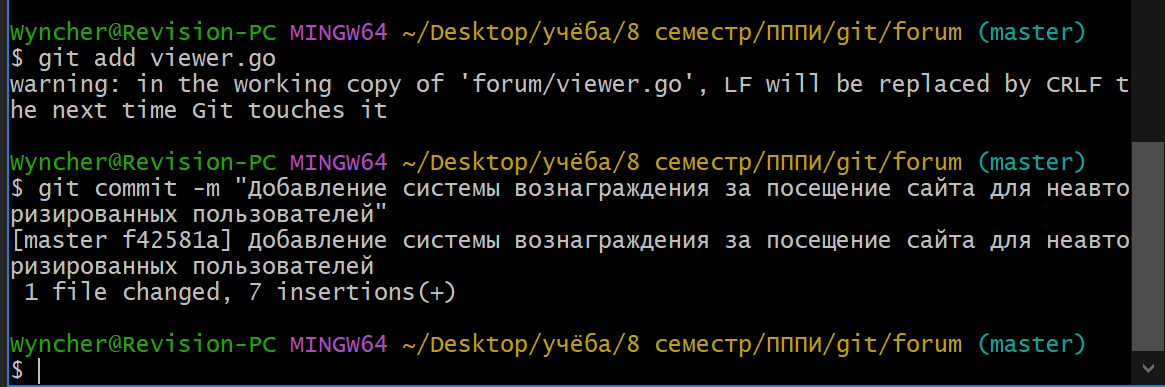 Wyncher@Revision-PC MINGW64 ~/Desktop/учёба/8 семестр/ПППИ/git/forum (master)
$ git add viewer.go
warning: in the working copy of 'forum/viewer.go', LF will be replaced by CRLF t
he next time Git touches it
Wyncher@Revision-PC MINGW64 ~/Desktop/учёба/8 семестр/ПППИ/git/forum (master)
$ git commit -m "Добавление системы вознаграждения за посещение сайта для неавто
ризированных пользователей"
[master f42581a] Добавление системы вознаграждения за посещение сайта для неавто
ризированных пользователей
 1 file changed, 7 insertions(+)
Wyncher@Revision-PC MINGW64 ~/Desktop/учёба/8 семестр/ПППИ/git/forum (master)
$